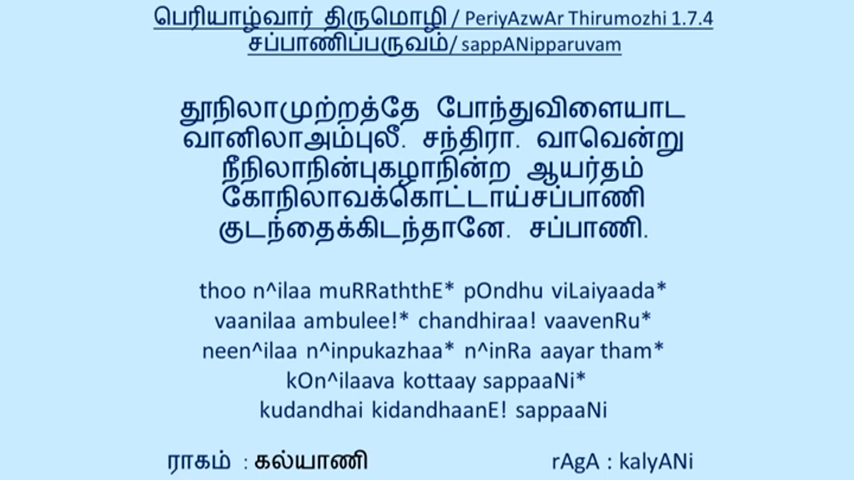 பெரியாழ்வார் திருமொழி / PeriyAzwAr Thirumozhi 1.7.4
சப்பாணிப்பருவம்/ sappANipparuvam
தூநிலாமுற்றத்தே போந்துவிளையாட
வானிலாஅம்புலீ. சந்திரா. வாவென்று
நீநிலாநின்புகழாநின்ற ஆயர்தம்
கோநிலாவக்கொட்டாய்சப்பாணி
குடந்தைக்கிடந்தானே. சப்பாணி.
thoo n^ilaa muRRaththE* pOndhu viLaiyaada*
vaanilaa ambulee!* chandhiraa! vaavenRu*
neen^ilaa n^inpukazhaa* n^inRa aayar tham*
kOn^ilaava kottaay sappaaNi*
kudandhai kidandhaanE! sappaaNi
ராகம் : கல்யாணி rAgA : kalyANi